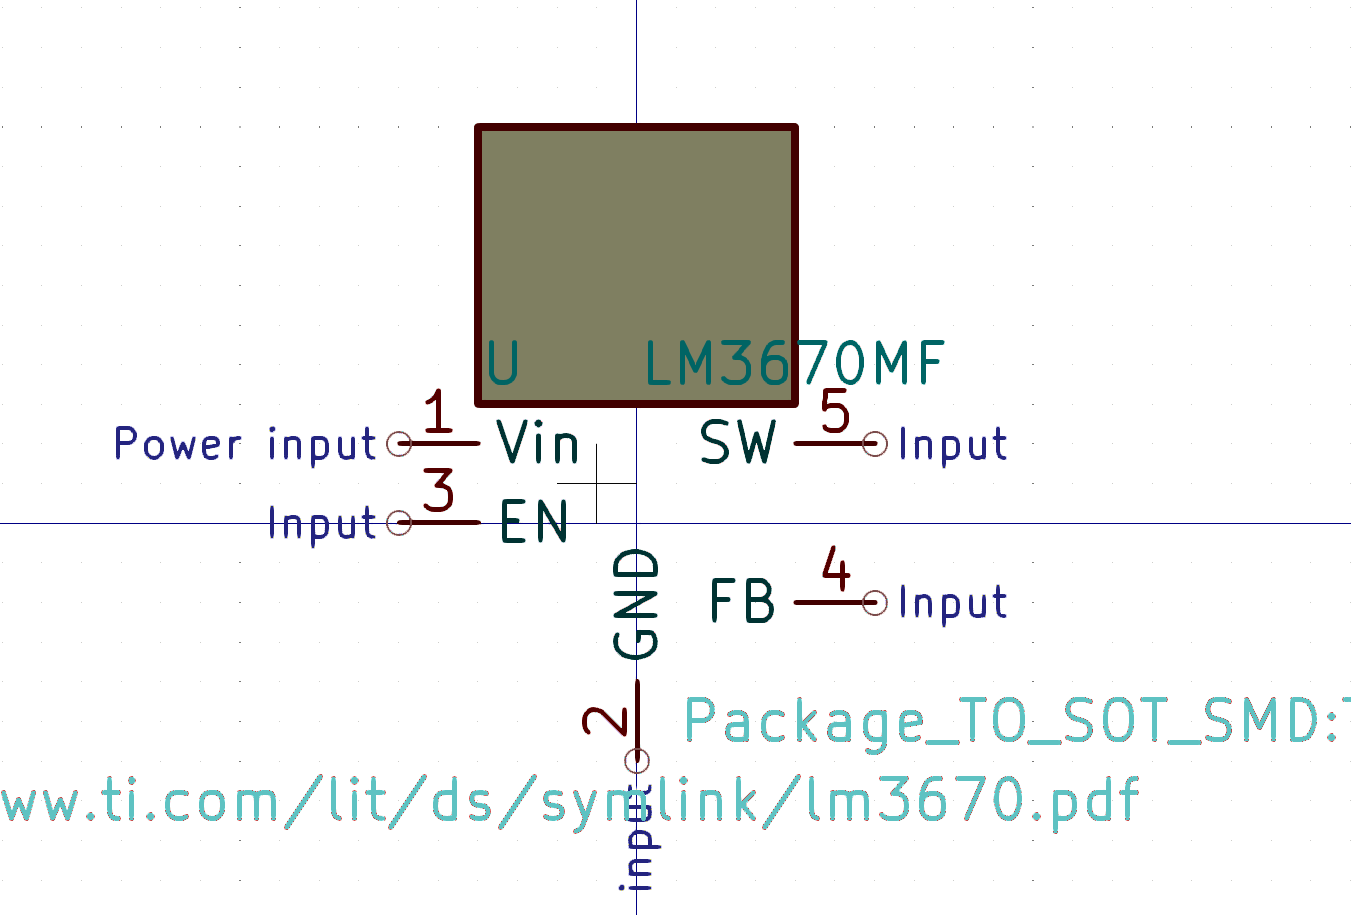 U LM3670MF
1 5
Power input Vin SW Input
3
Input EN
4
GND FB Input
2 Package_TO_SOT_SMD:
ww.ti.com/lit/ds/symlink/lm3670.pdf
input